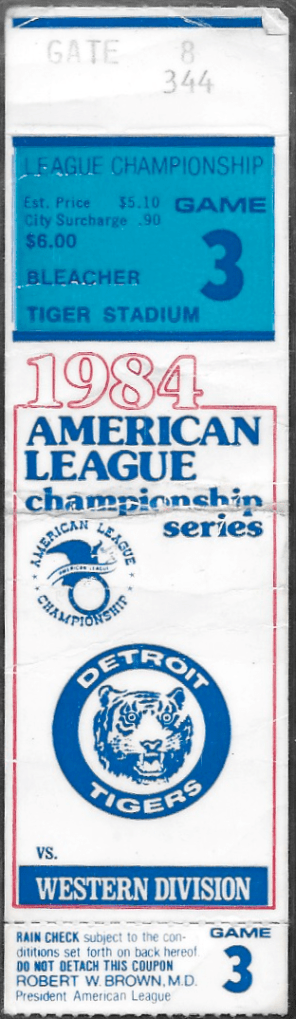 GATE 8
344
LEAGUE CHAMPIONSHIP
Est. Price $5.10 GAME
City Surcharge .90
$6.00 3
BLEACHER
TIGER STADIUM
1984
AMERICAN
LEAGUE
championship
series
AMERICAN LEAGUE
AMERICAN LEAGUE
CHAMPIONSHIP
DETROIT
TIGERS
VS.
WESTERN DIVISION
RAIN CHECK subject to the con-
ditions set forth on back hereof.
DO NOT DETACH THIS COUPON
ROBERT W. BROWN, M.D.
President American League
GAME
3